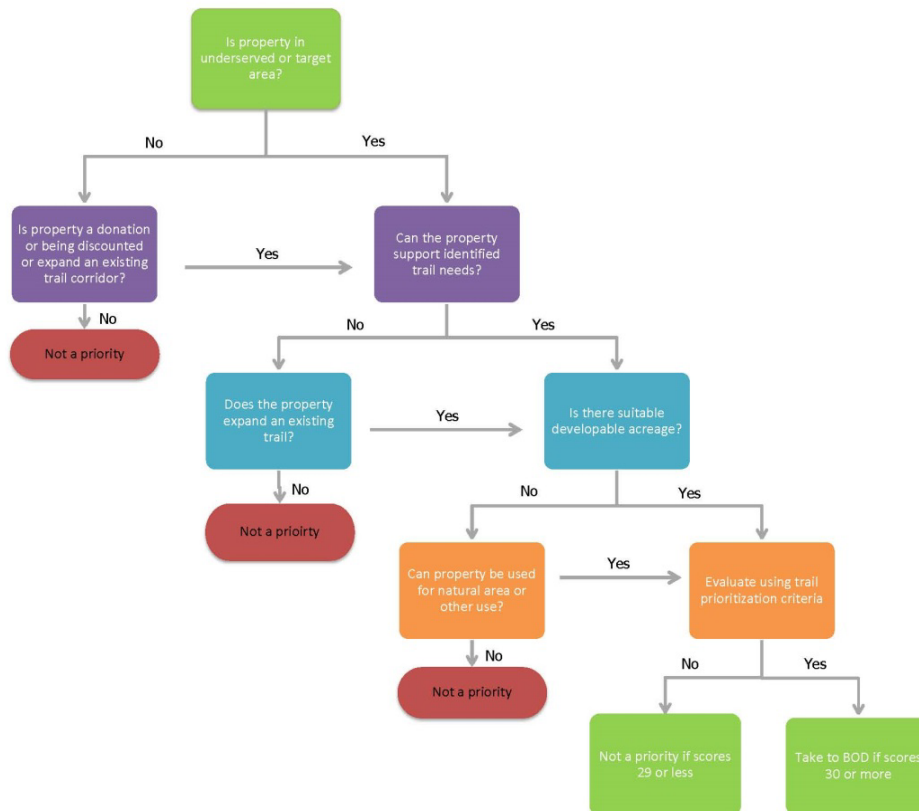 Is property in
underserved or target
area?
No
Yes
Is property a donation
or being discounted
or expand an existing
trail corridor?
Yes
Can the property
support identified
trail needs?
No
Not a priority
No
Yes
Does the property
expand an existing
trail?
Yes
Is there suitable
developable acreage?
No
Not a prioirty
No
Yes
Can property be used
for natural area or
other use?
Yes
Evaluate using trail
prioritization criteria
No
Not a priority
No
Yes
Not a priority if scores
29 or less
Take to BOD if scores
30 or more